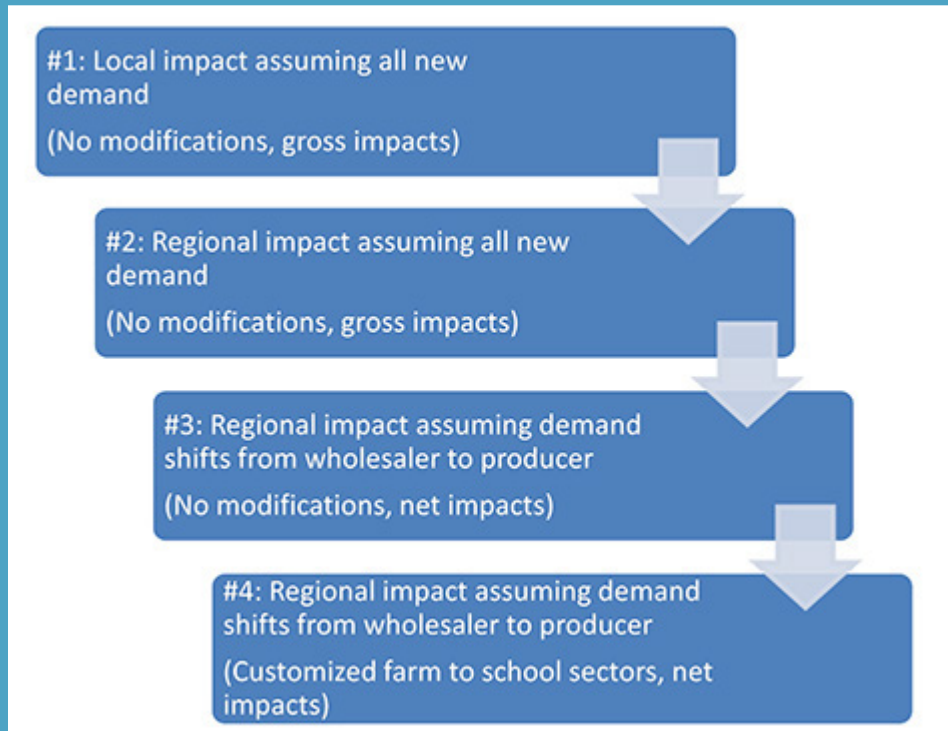 #1: Local impact assuming all new
demand
(No modifications, gross impacts)
#2: Regional impact assuming all new
demand
(No modifications, gross impacts)
#3: Regional impact assuming demand
shifts from wholesaler to producer
(No modifications, net impacts)
#4: Regional impact assuming demand
shifts from wholesaler to producer
(Customized farm to school sectors, net
impacts)